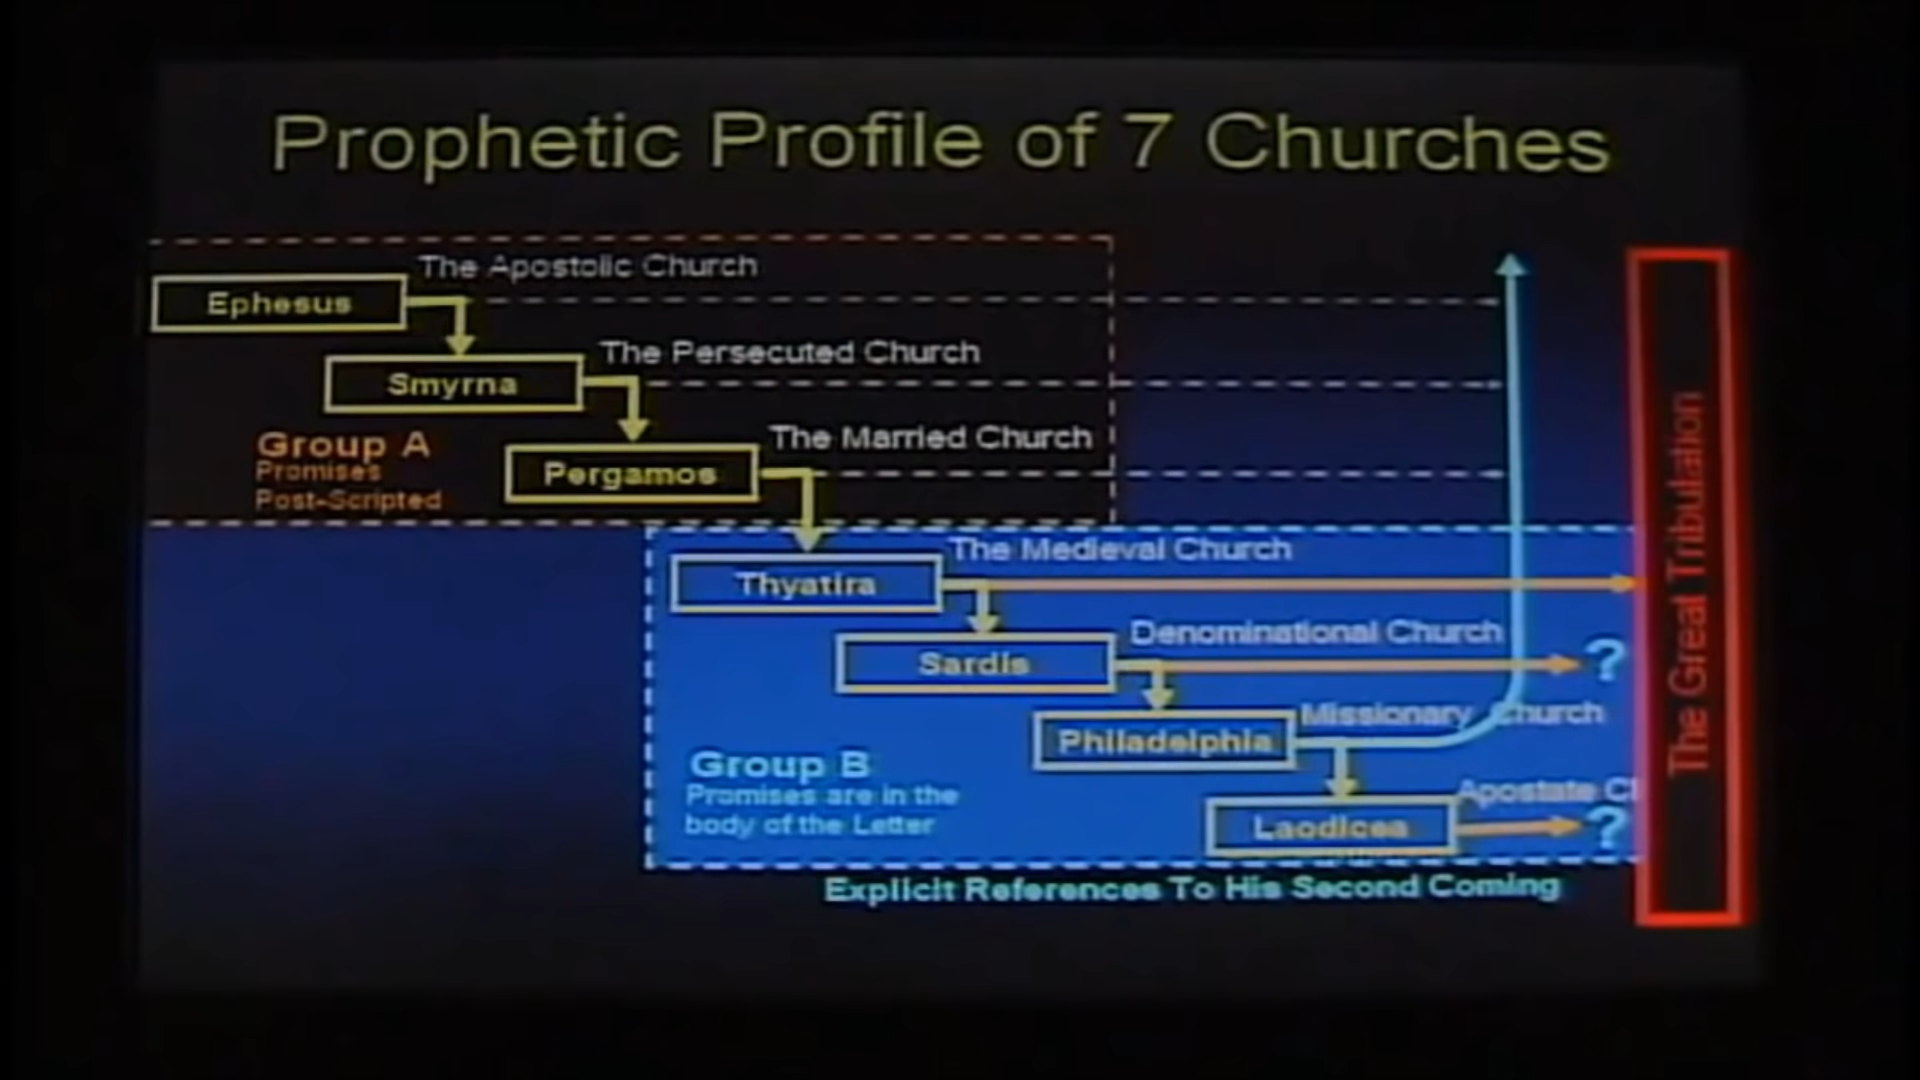 Prophetic Profile of 7 Churches
The Apostolic Church
Ephesus
The Persecuted Church
Smyrna
The Married Church
Group A
Promises
Post-Scripted
Pergamos
The Medieval Church
Thyatira
Denominational Church
Sardis
?
Missionary Church
Philadelphia
Group B
Promises are in the
body of the Letter
Apostate Cl
Laodicea
?
Explicit References To His Second Coming
The Great Tribulation